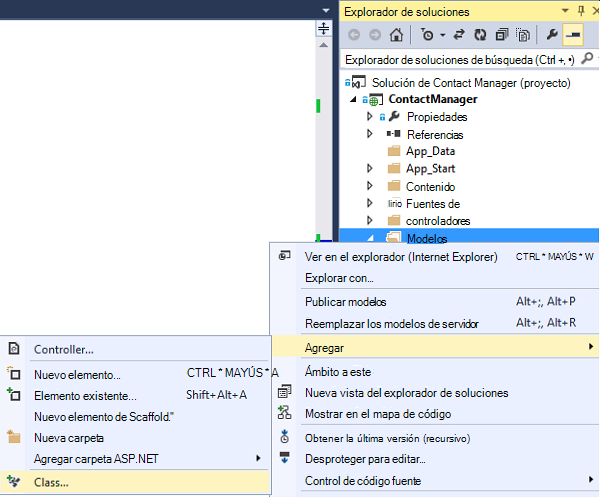 Explorador de soluciones
Explorador de soluciones de búsqueda (Ctrl +, •)
Solución de Contact Manager (proyecto)
ContactManager
Propiedades
Referencias
App_Data
App_Start
Contenido
lirio Fuentes de
controladores
Modelos
Ver en el explorador (Internet Explorer) CTRL * MAYÚS * W
Explorar con...
Publicar modelos Alt+;, Alt+P
Reemplazar los modelos de servidor Alt+;, Alt+R
Agregar
Ámbito a este
Nueva vista del explorador de soluciones
Mostrar en el mapa de código
Obtener la última versión (recursivo)
Desproteger para editar...
Control de código fuente
Controller...
Nuevo elemento... CTRL * MAYÚS * A
Elemento existente... Shift+Alt+A
Nuevo elemento de Scaffold."
Nueva carpeta
Agregar carpeta ASP.NET
Class...